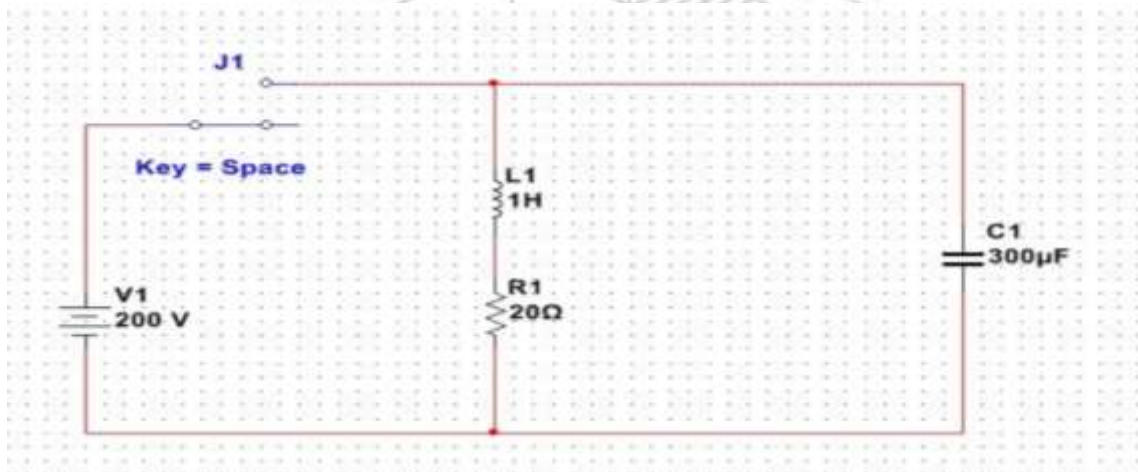 J1
Key = Space
L1
1H
C1
300µF
R1
20Ω
V1
200 V